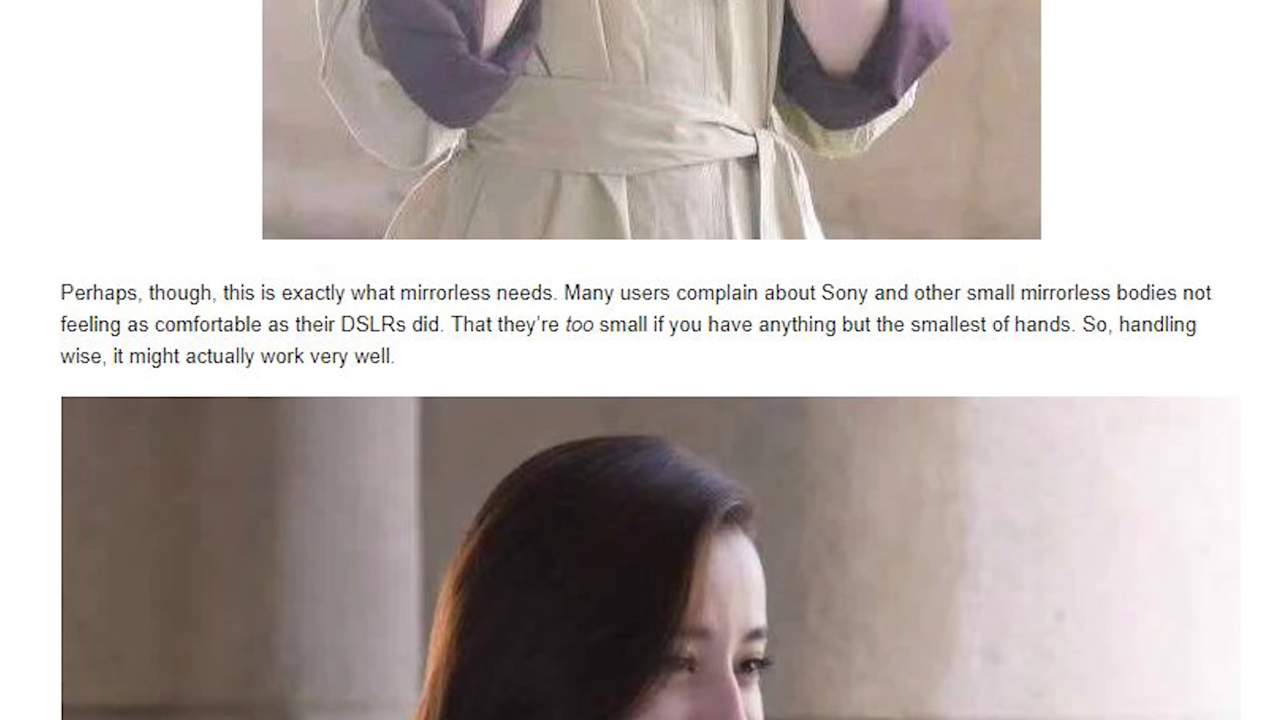 Perhaps, though, this is exactly what mirrorless needs. Many users complain about Sony and other small mirrorless bodies not
feeling as comfortable as their DSLRs did. That they're too small if you have anything but the smallest of hands. So, handling
wise, it might actually work very well.